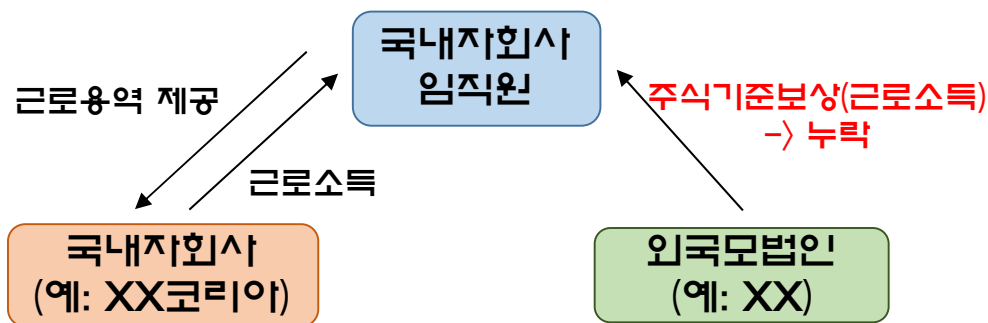 국내자회사
임직원
근로용역 제공
주식기준보상(근로소득)
-> 누락
근로소득
국내자회사
(예: XX코리아)
외국모법인
(예: XX)